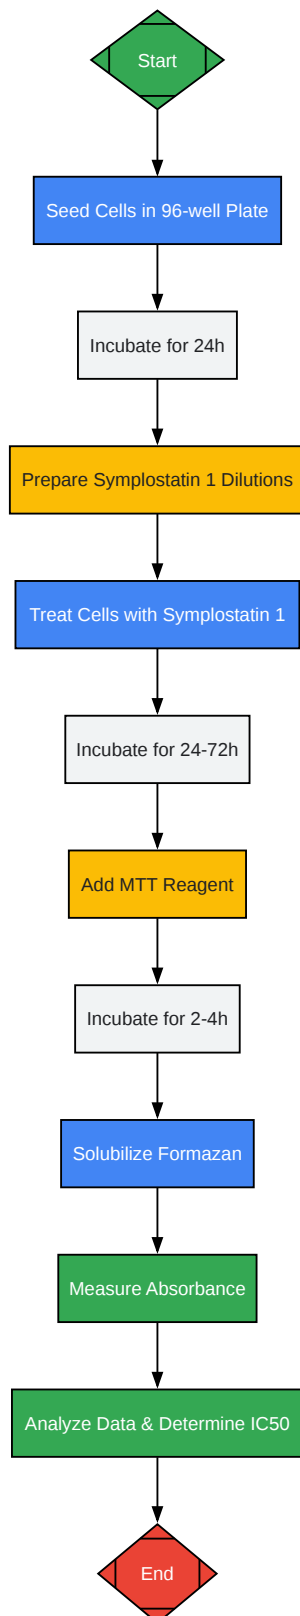 Start
Seed Cells in 96-well Plate
Incubate for 24h
Prepare Symplostatin 1 Dilutions
Treat Cells with Symplostatin 1
Incubate for 24-72h
Add MTT Reagent
Incubate for 2-4h
Solubilize Formazan
Measure Absorbance
Analyze Data & Determine IC50
End